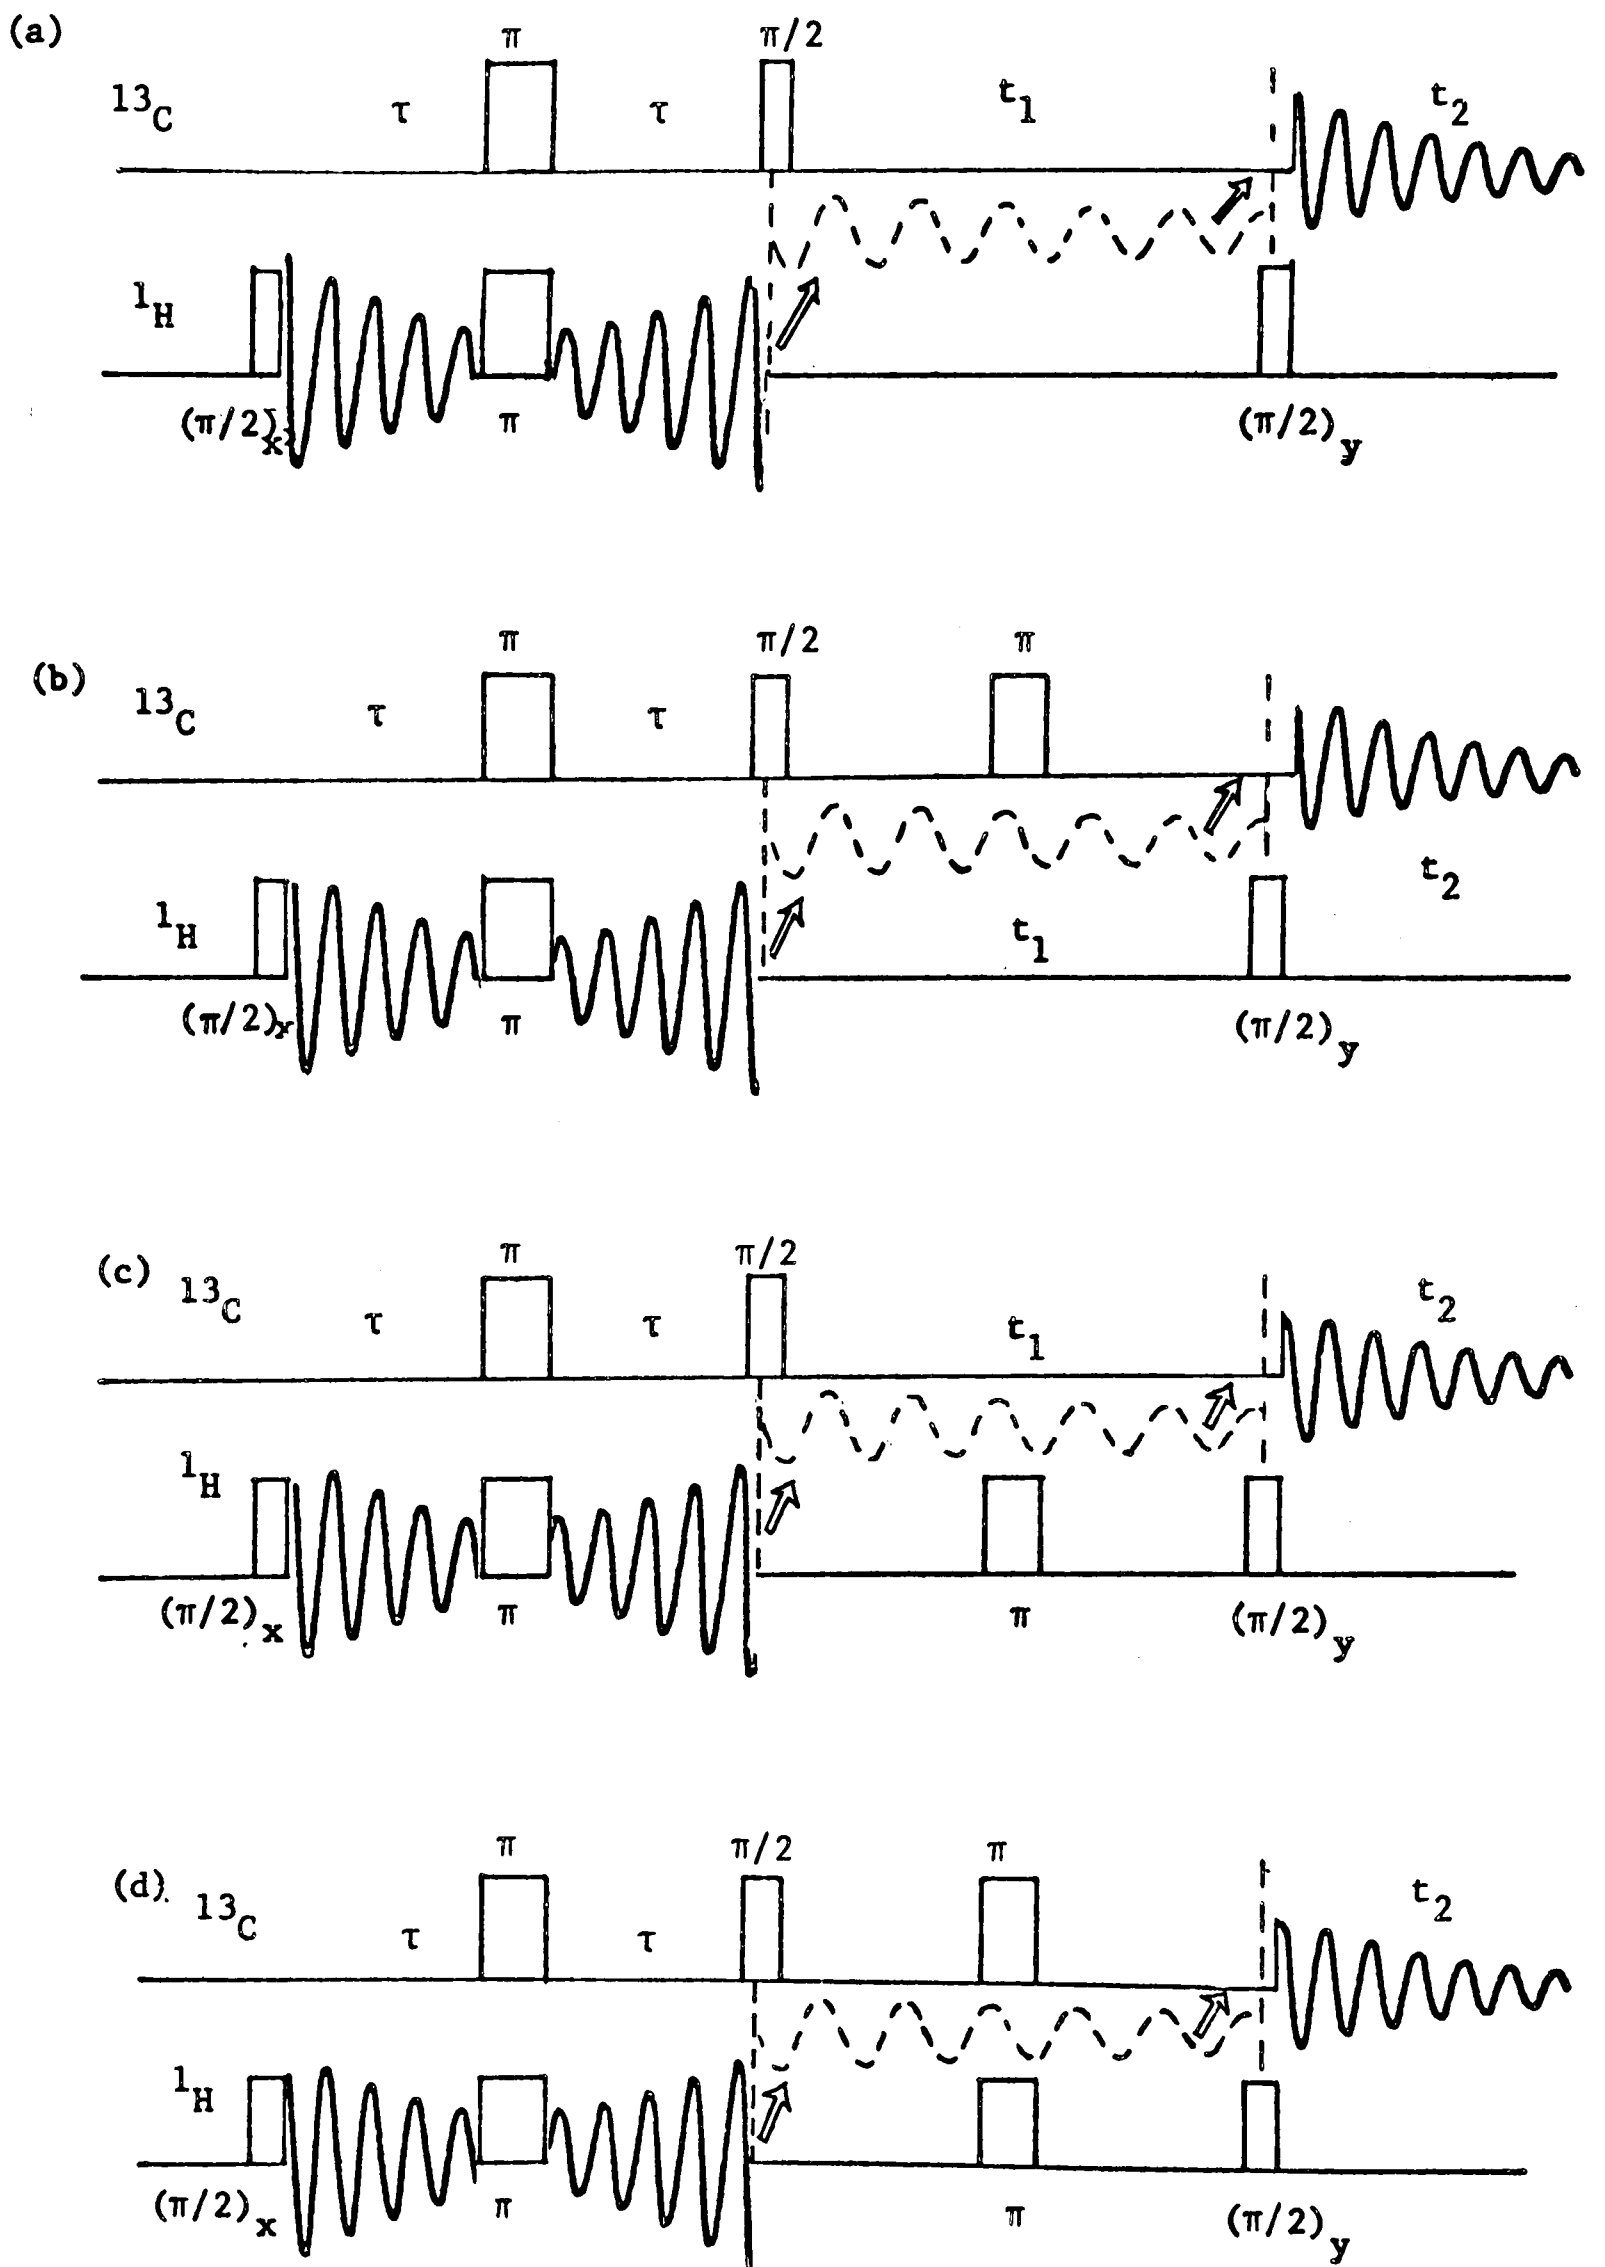 (a)
π π/2
13C τ τ t1 t2
1H
(π/2)x π (π/2)y
(b)
π π/2 π
13C τ τ
1H t1 t2
(π/2)x π (π/2)y
(c)
π π/2
13C τ τ t1 t2
1H
(π/2)x π π (π/2)y
(d)
π π/2 π
13C τ τ t2
1H
(π/2)x π π (π/2)y